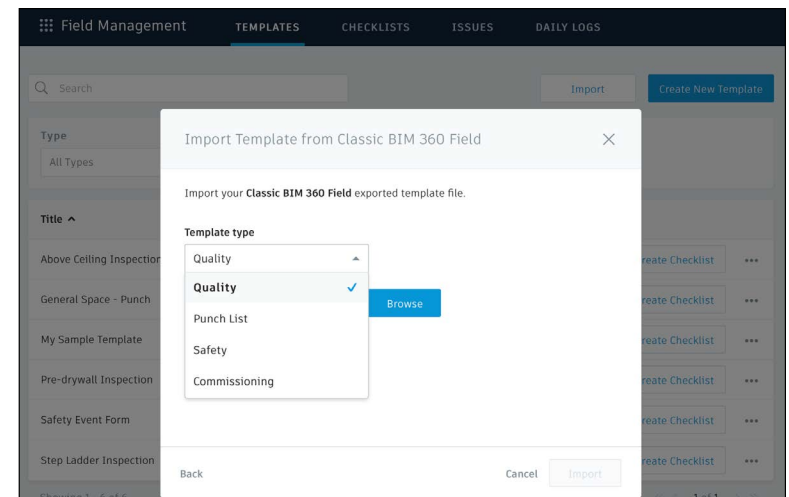 Field Management TEMPLATES CHECKLISTS ISSUES DAILY LOGS
Search Import Create New Template
Type
All Types
Import Template from Classic BIM 360 Field
Import your Classic BIM 360 Field exported template file.
Template type
Quality
Quality
Punch List
Safety
Commissioning
Browse
Back Cancel Import
Title
Above Ceiling Inspection reate Checklist
General Space - Punch reate Checklist
My Sample Template reate Checklist
Pre-drywall Inspection reate Checklist
Safety Event Form reate Checklist
Step Ladder Inspection reate Checklist